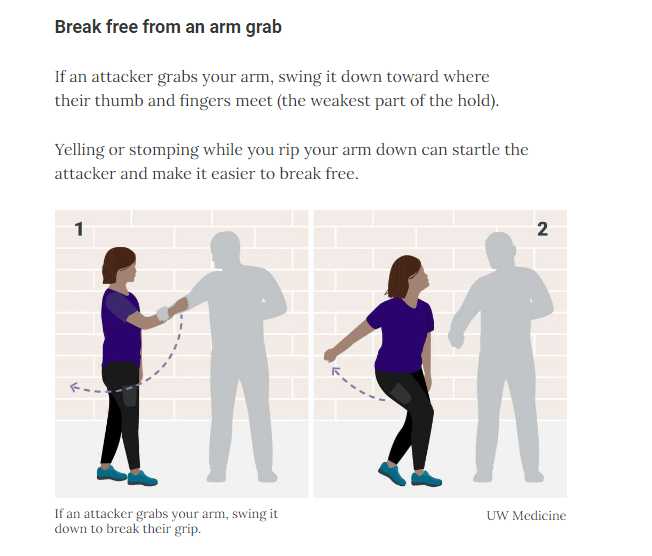 Break free from an arm grab
If an attacker grabs your arm, swing it down toward where
their thumb and fingers meet (the weakest part of the hold).
Yelling or stomping while you rip your arm down can startle the
attacker and make it easier to break free.
1
2
If an attacker grabs your arm, swing it
down to break their grip.
UW Medicine